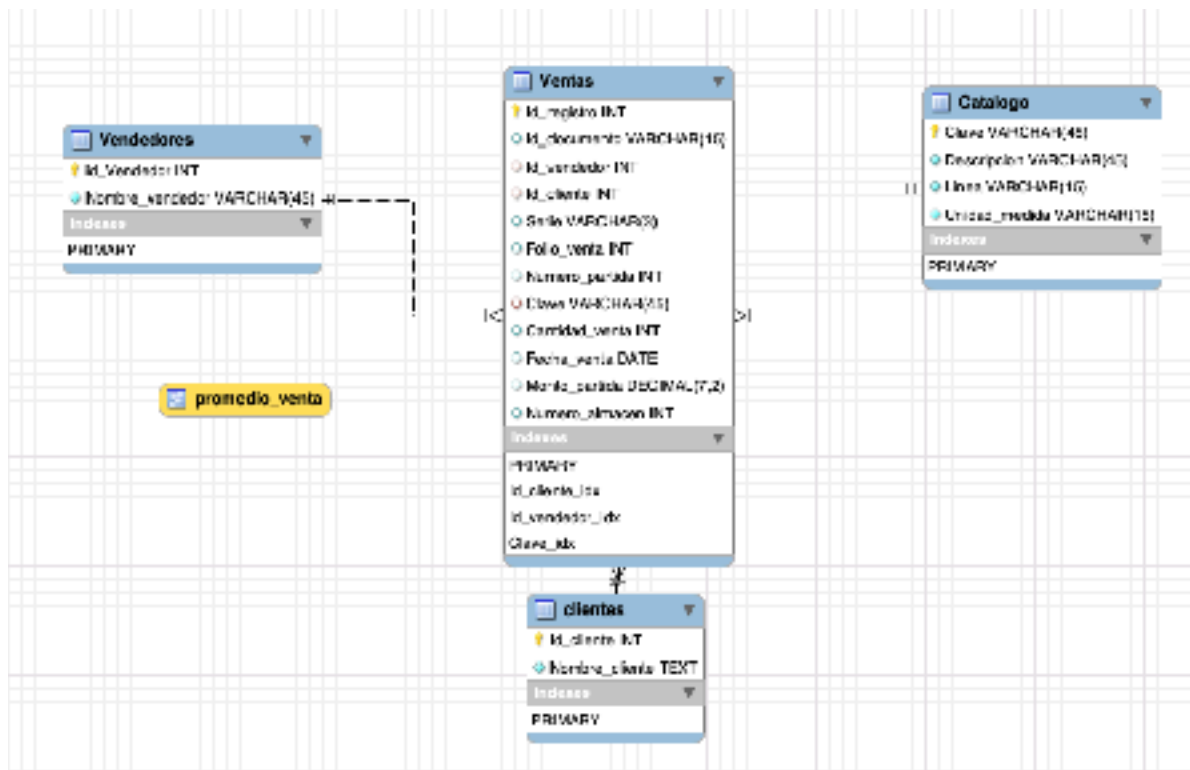 Vendedores
Id_Vendedor INT
Nombre_vendedor VARCHAR(45)
Indexes
PRIMARY
promedio_venta
Ventas
Id_registro INT
Id_documento VARCHAR(15)
Id_vendedor INT
Id_cliente INT
Serie VARCHAR(3)
Folio_venta INT
Numero_partida INT
Clave VARCHAR(45)
Cantidad_venta INT
Fecha_venta DATE
Monto_partida DECIMAL(7,2)
Numero_almacen INT
Indexes
PRIMARY
Id_cliente_idx
Id_vendedor_idx
Clave_idx
clientes
Id_cliente INT
Nombre_cliente TEXT
Indexes
PRIMARY
Catalogo
Clave VARCHAR(45)
Descripcion VARCHAR(45)
Linea VARCHAR(15)
Unidad_medida VARCHAR(15)
Indexes
PRIMARY